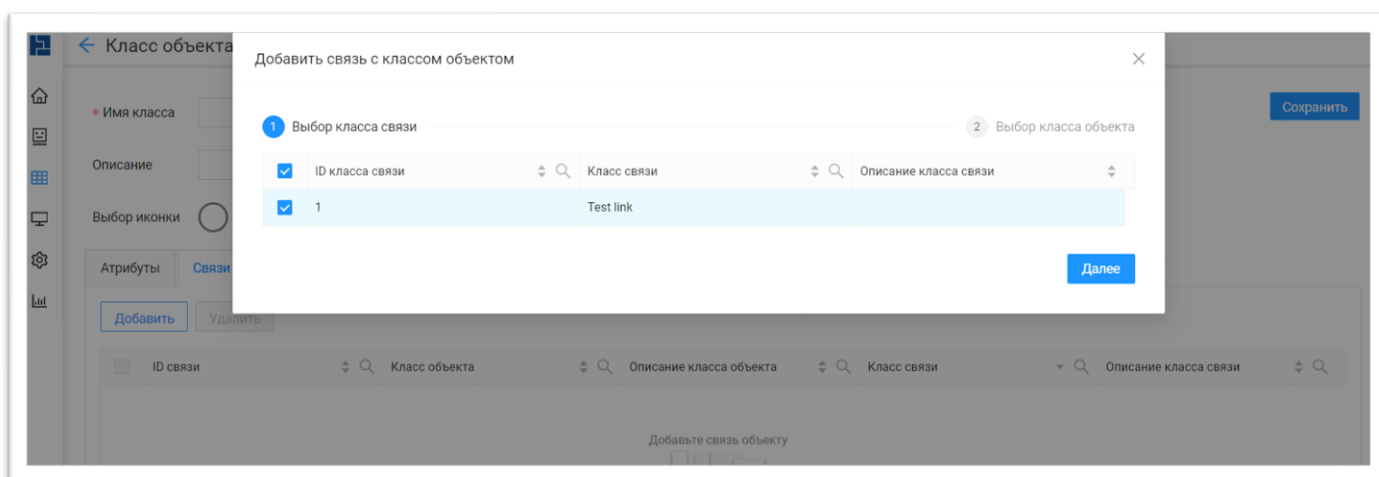 Класс объекта
Добавить связь с классом объектом
* Имя класса
Сохранить
1 Выбор класса связи
2 Выбор класса объекта
Описание
ID класса связи Класс связи Описание класса связи
1 Test link
Выбор иконки
Атрибуты Связи
Далее
Добавить Удалить
ID связи Класс объекта Описание класса объекта Класс связи Описание класса связи
Добавьте связь объекту